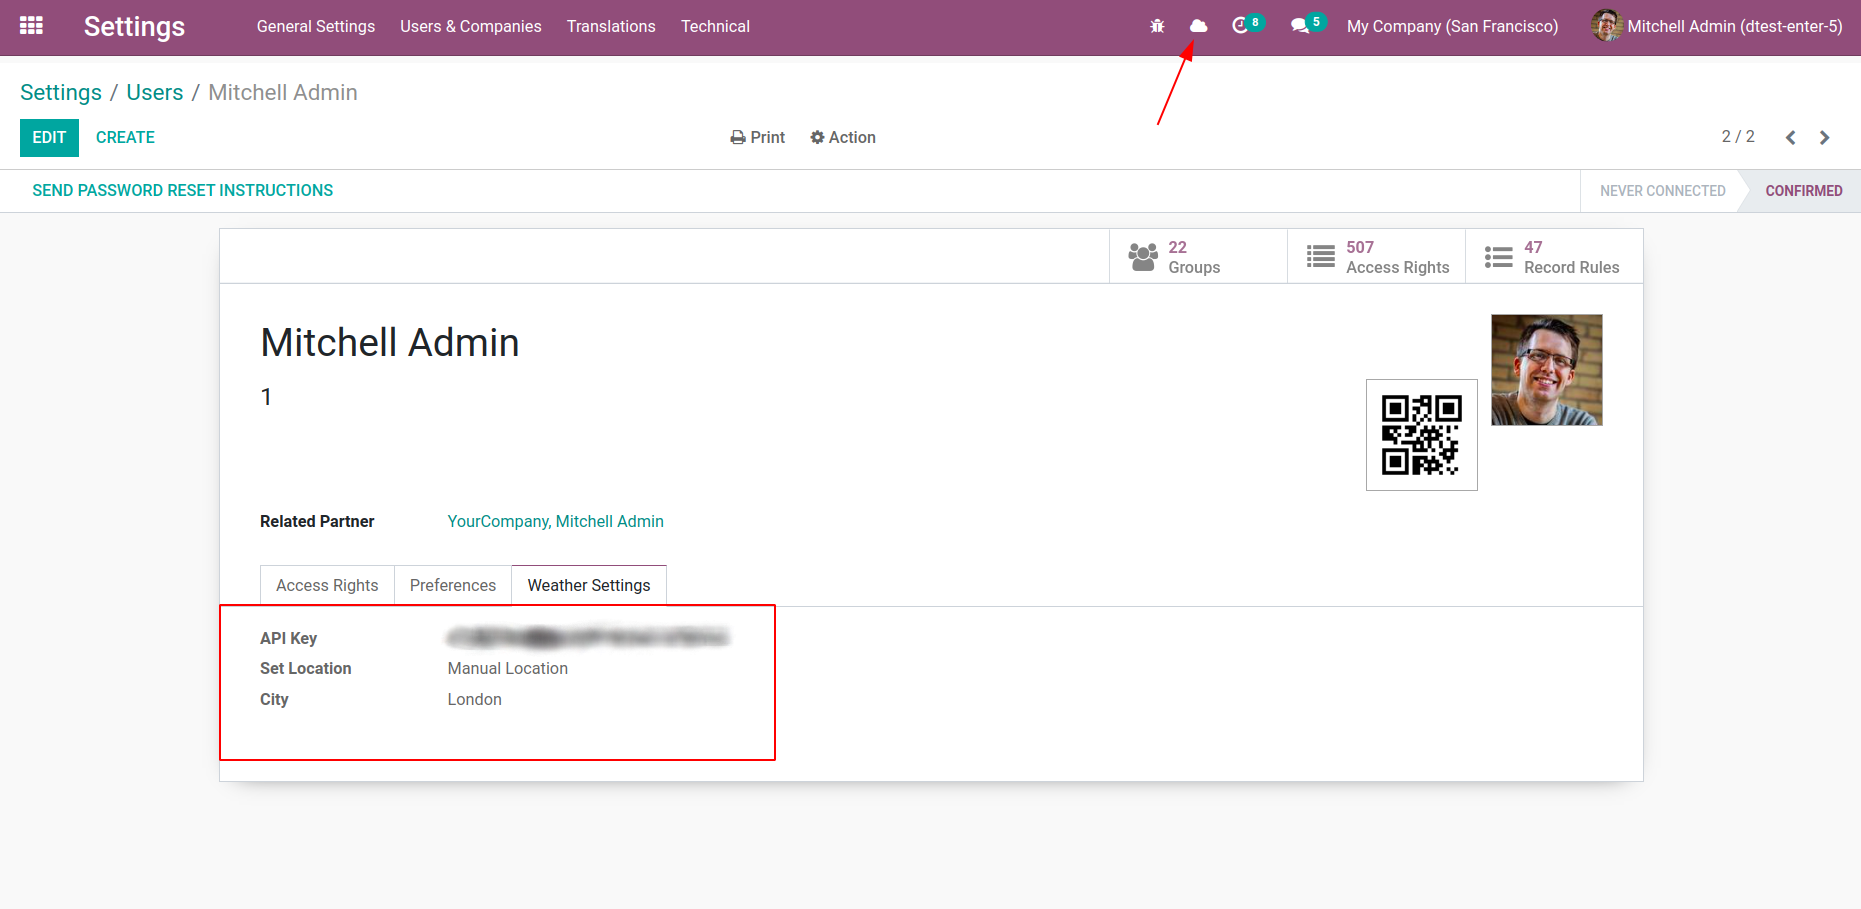 Settings General Settings Users & Companies Translations Technical 8 5 My Company (San Francisco) Mitchell Admin (dtest-enter-5)
Settings / Users / Mitchell Admin
EDIT CREATE Print Action 2 / 2
SEND PASSWORD RESET INSTRUCTIONS NEVER CONNECTED CONFIRMED
22 507 47
Groups Access Rights Record Rules
Mitchell Admin
1
Related Partner YourCompany, Mitchell Admin
Access Rights Preferences Weather Settings
API Key
Set Location Manual Location
City London